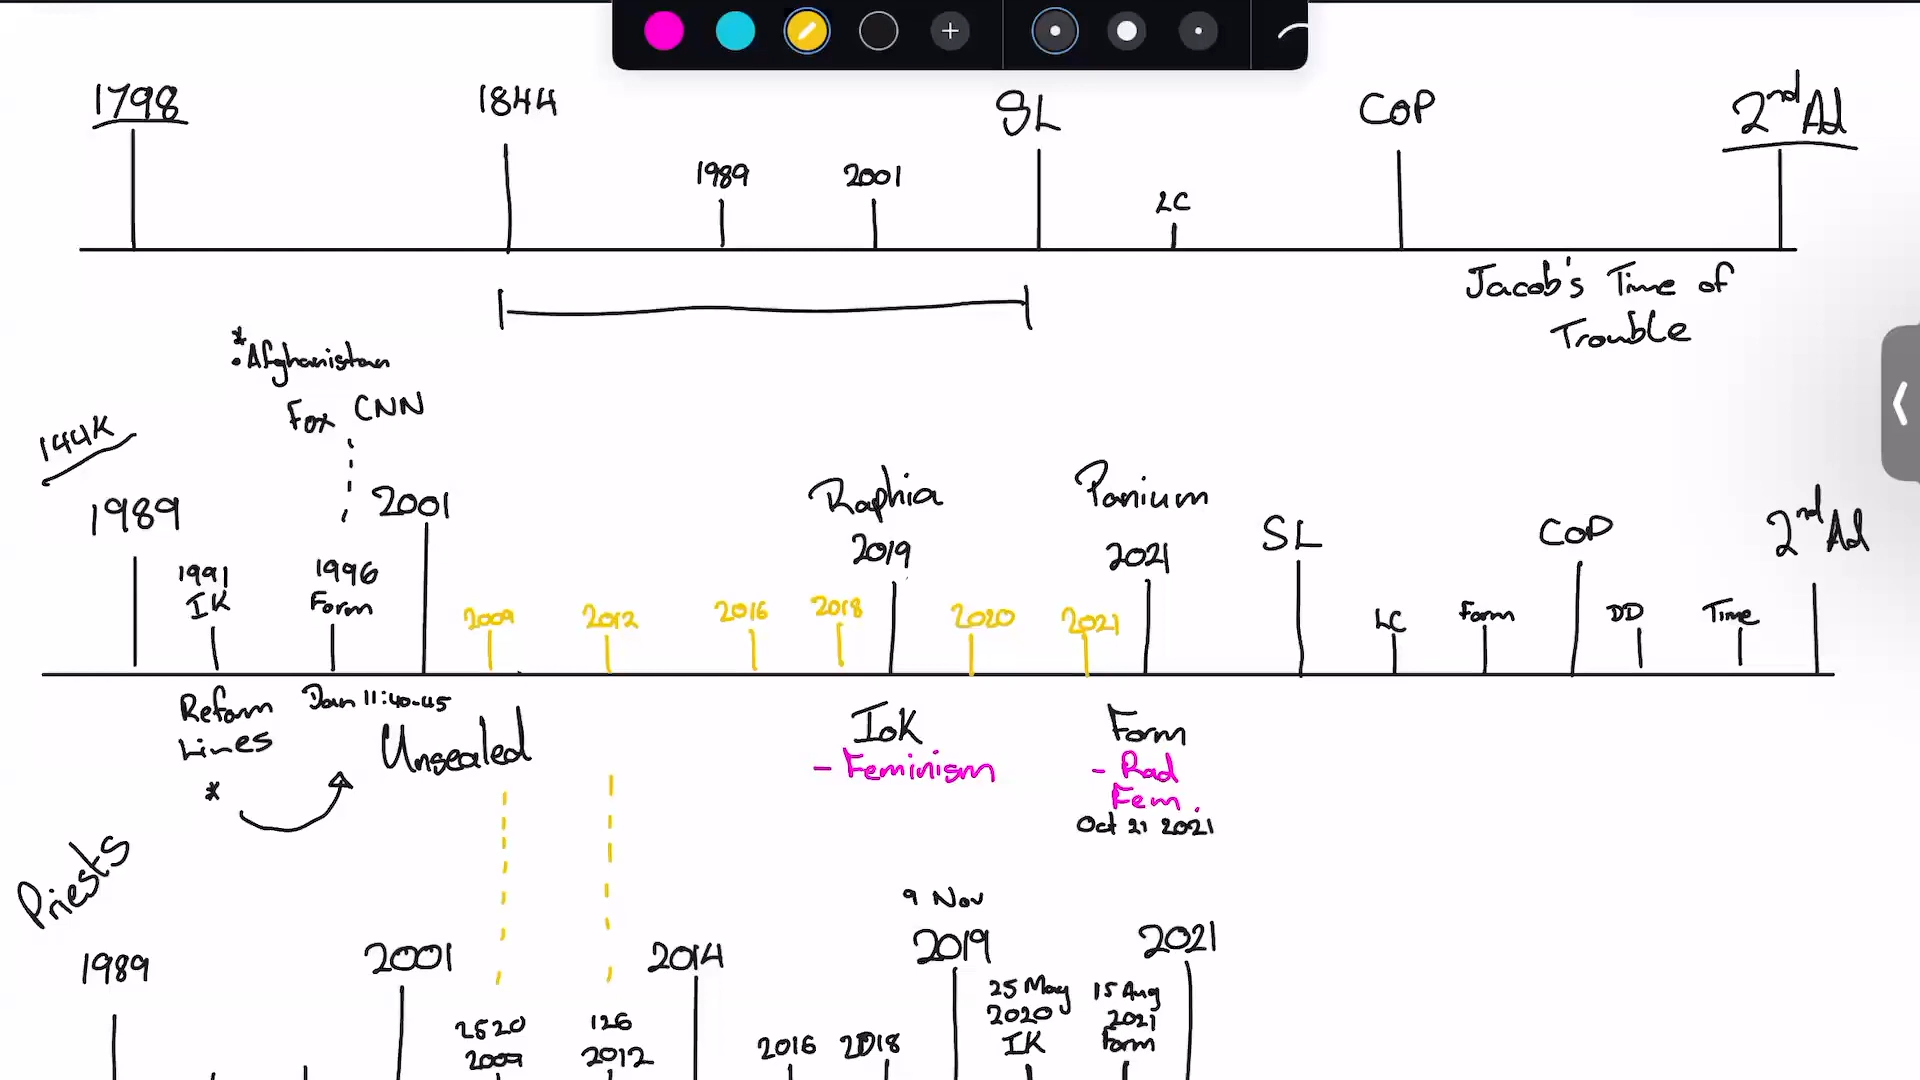 1798 1844 SL COP 2nd Ad
1989 2001 LC
Jacob's Time of
Trouble
* Afghanistan
Fox CNN
144K
1989 1991 IK 1996 Form 2001 Raphia 2019 Panium 2021 SL LC Form COP DD Time 2nd Ad
2009 2012 2016 2018 2020 2021
Reform Lines
*
Dan 11:40-45
Unsealed
IoK
- Feminism
Form
- Rad
Fem.
Oct 21 2021
Priests
9 Nov
1989 2001 2014 2019 2021
2520
2009
126
2012
2016 2018
25 May
2020
IK
15 Aug
2021
Form